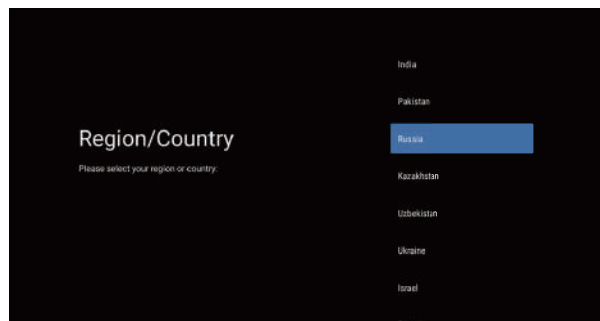 Region/Country
Please select your region or country:
India
Pakistan
Russia
Kazakhstan
Uzbekistan
Ukraine
Israel